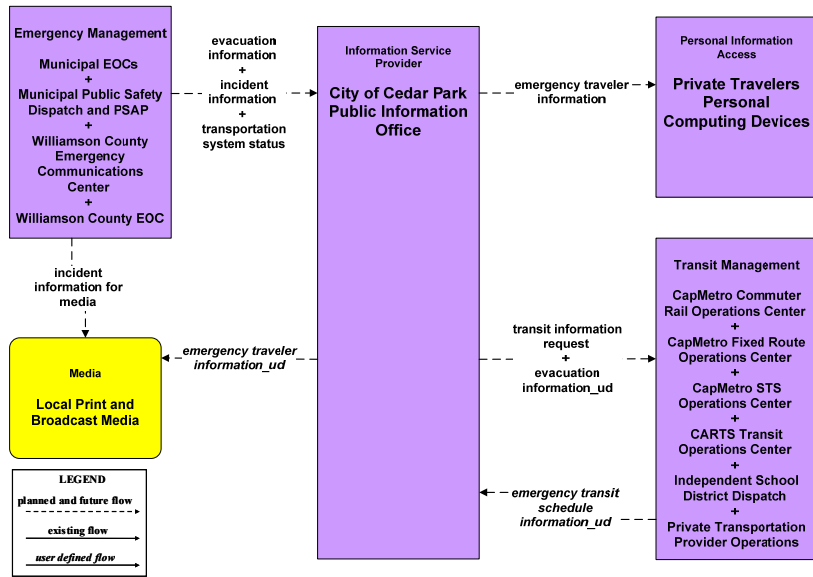 Emergency Management
Municipal EOCs
+
Municipal Public Safety
Dispatch and PSAP
+
Williamson County
Emergency
Communications
Center
+
Williamson County EOC
evacuation
information
+
incident
information
+
transportation
system status
Information Service
Provider
City of Cedar Park
Public Information
Office
emergency traveler
information
Personal Information
Access
Private Travelers
Personal
Computing Devices
incident
information for
media
Media
Local Print and
Broadcast Media
emergency traveler
information_ud
transit information
request
+
evacuation
information_ud
emergency transit
schedule
information_ud
Transit Management
CapMetro Commuter
Rail Operations Center
+
CapMetro Fixed Route
Operations Center
+
CapMetro STS
Operations Center
+
CARTS Transit
Operations Center
+
Independent School
District Dispatch
+
Private Transportation
Provider Operations
LEGEND
planned and future flow
existing flow
user defined flow